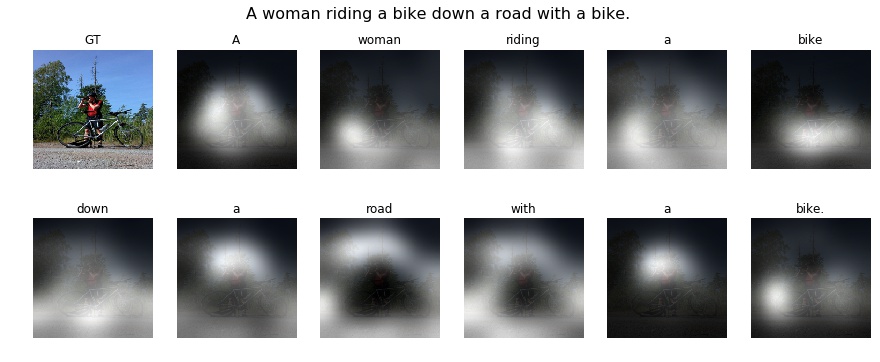 A woman riding a bike down a road with a bike.
GT A woman riding a bike
down a road with a bike.